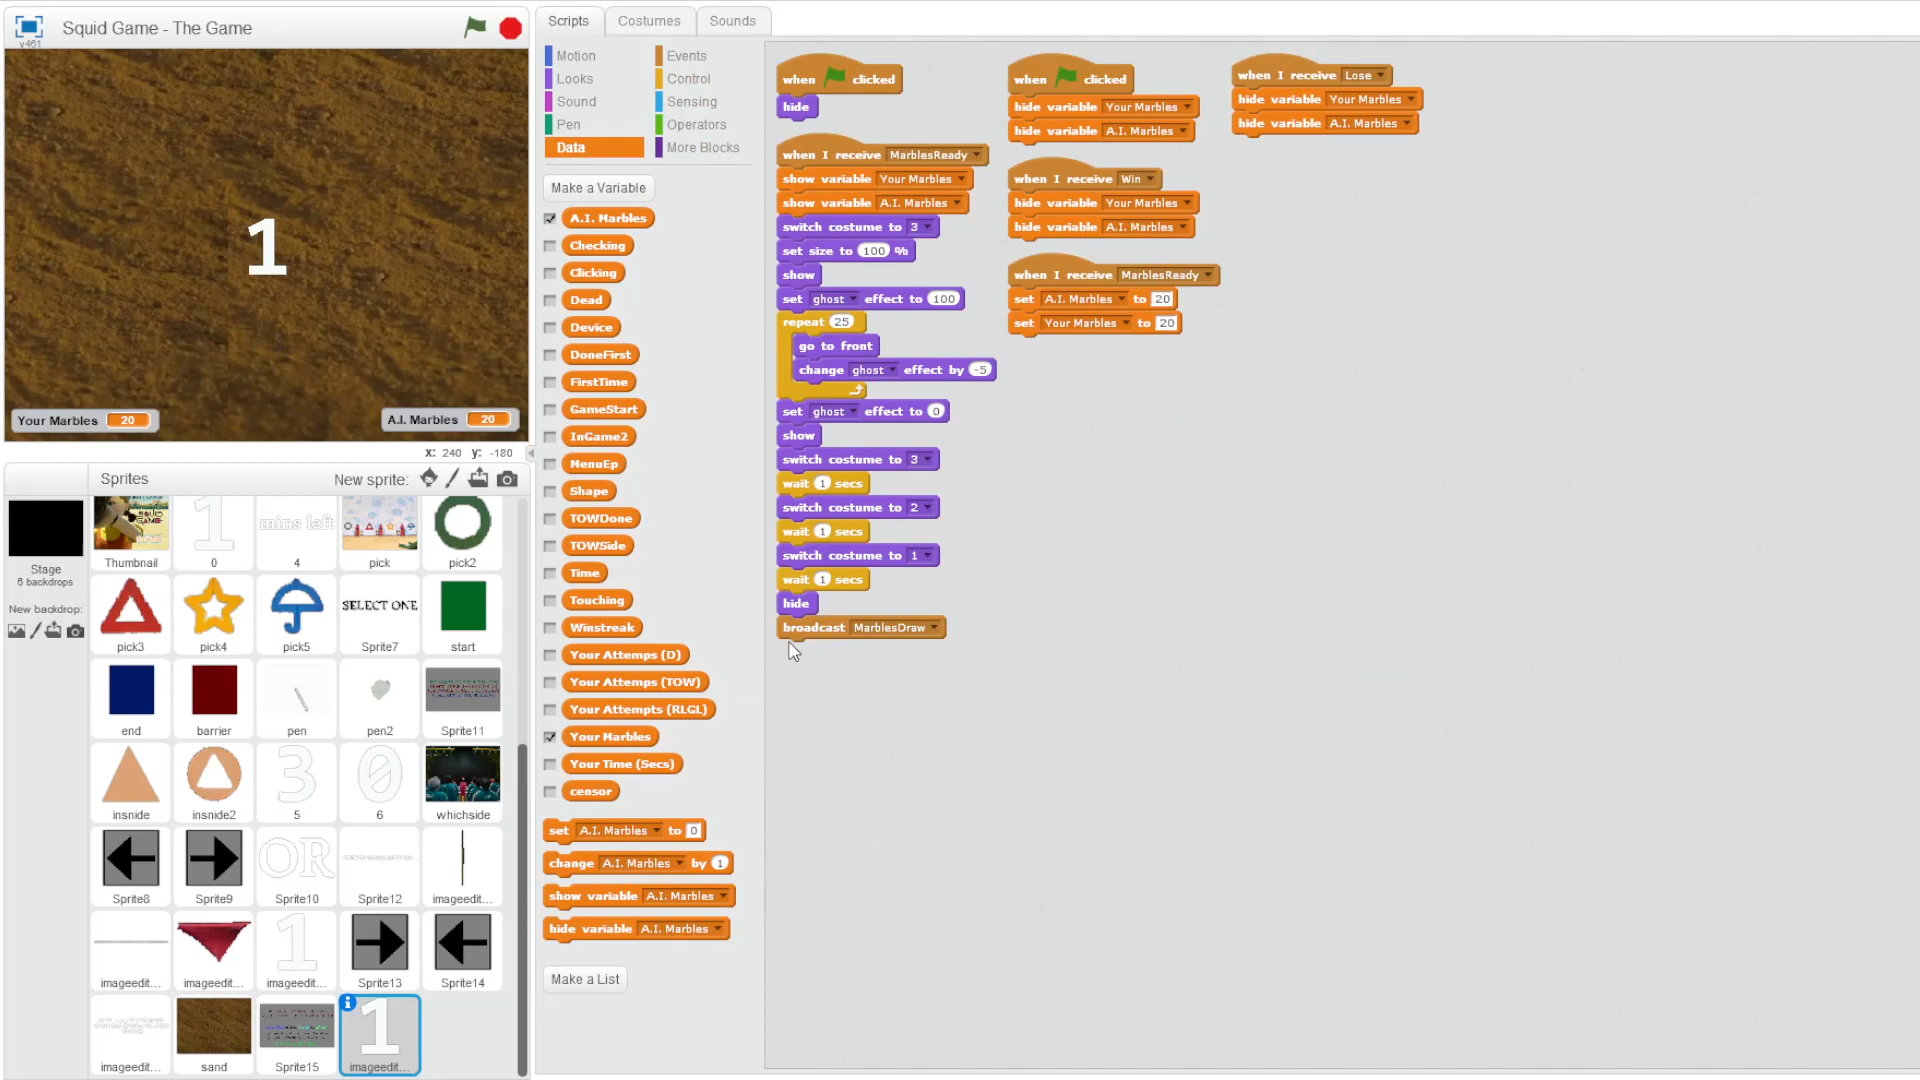 v461
Squid Game - The Game
1
Your Marbles 20
A.I. Marbles 20
x: 240 y: -180
Sprites
New sprite:
Stage
6 backdrops
New backdrop:
Thumbnail
0
mins left
4
pick
pick2
pick3
pick4
pick5
SELECT ONE
Sprite7
start
end
barrier
pen
pen2
Sprite11
insnide
insnide2
5
6
whichside
Sprite8
Sprite9
OR
Sprite10
Sprite12
imageedit...
imageedit...
imageedit...
imageedit...
Sprite13
Sprite14
imageedit...
sand
Sprite15
imageedit...
Scripts
Costumes
Sounds
Motion
Looks
Sound
Pen
Data
Events
Control
Sensing
Operators
More Blocks
Make a Variable
A.I. Marbles
Checking
Clicking
Dead
Device
DoneFirst
FirstTime
GameStart
InGame2
MenuEp
Shape
TOWDone
TOWSide
Time
Touching
Winstreak
Your Attemps (D)
Your Attemps (TOW)
Your Attempts (RLGL)
Your Marbles
Your Time (Secs)
censor
set A.I. Marbles to 0
change A.I. Marbles by 1
show variable A.I. Marbles
hide variable A.I. Marbles
Make a List
when clicked
hide
when I receive MarblesReady
show variable Your Marbles
show variable A.I. Marbles
switch costume to 3
set size to 100 %
show
set ghost effect to 100
repeat 25
go to front
change ghost effect by -5
set ghost effect to 0
show
switch costume to 3
wait 1 secs
switch costume to 2
wait 1 secs
switch costume to 1
wait 1 secs
hide
broadcast MarblesDraw
when clicked
hide variable Your Marbles
hide variable A.I. Marbles
when I receive Win
hide variable Your Marbles
hide variable A.I. Marbles
when I receive MarblesReady
set A.I. Marbles to 20
set Your Marbles to 20
when I receive Lose
hide variable Your Marbles
hide variable A.I. Marbles